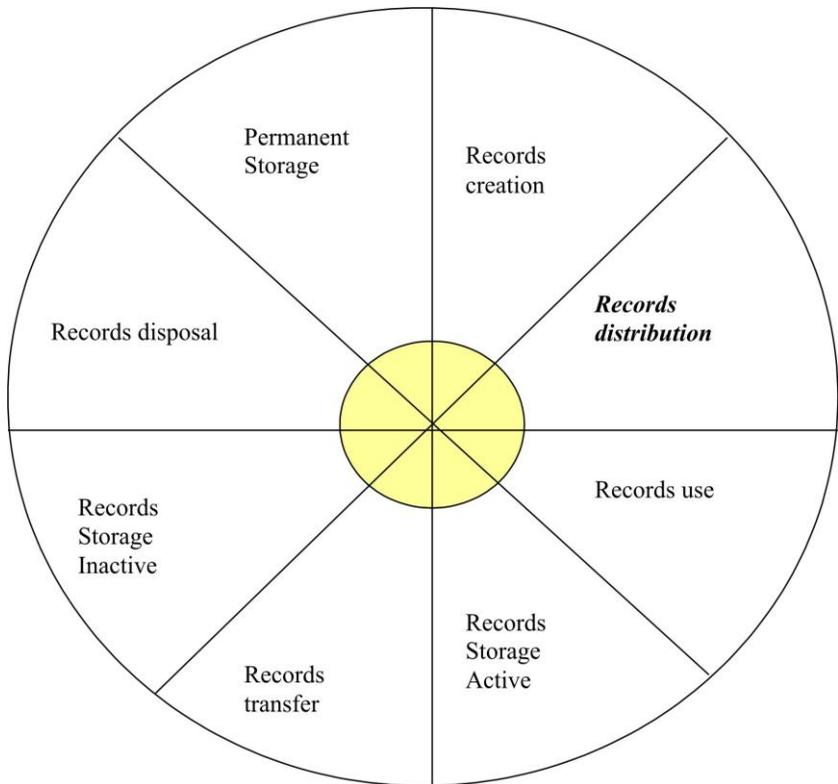 Permanent
Storage
Records
creation
Records
distribution
Records disposal
Records use
Records
Storage
Inactive
Records
Storage
Active
Records
transfer